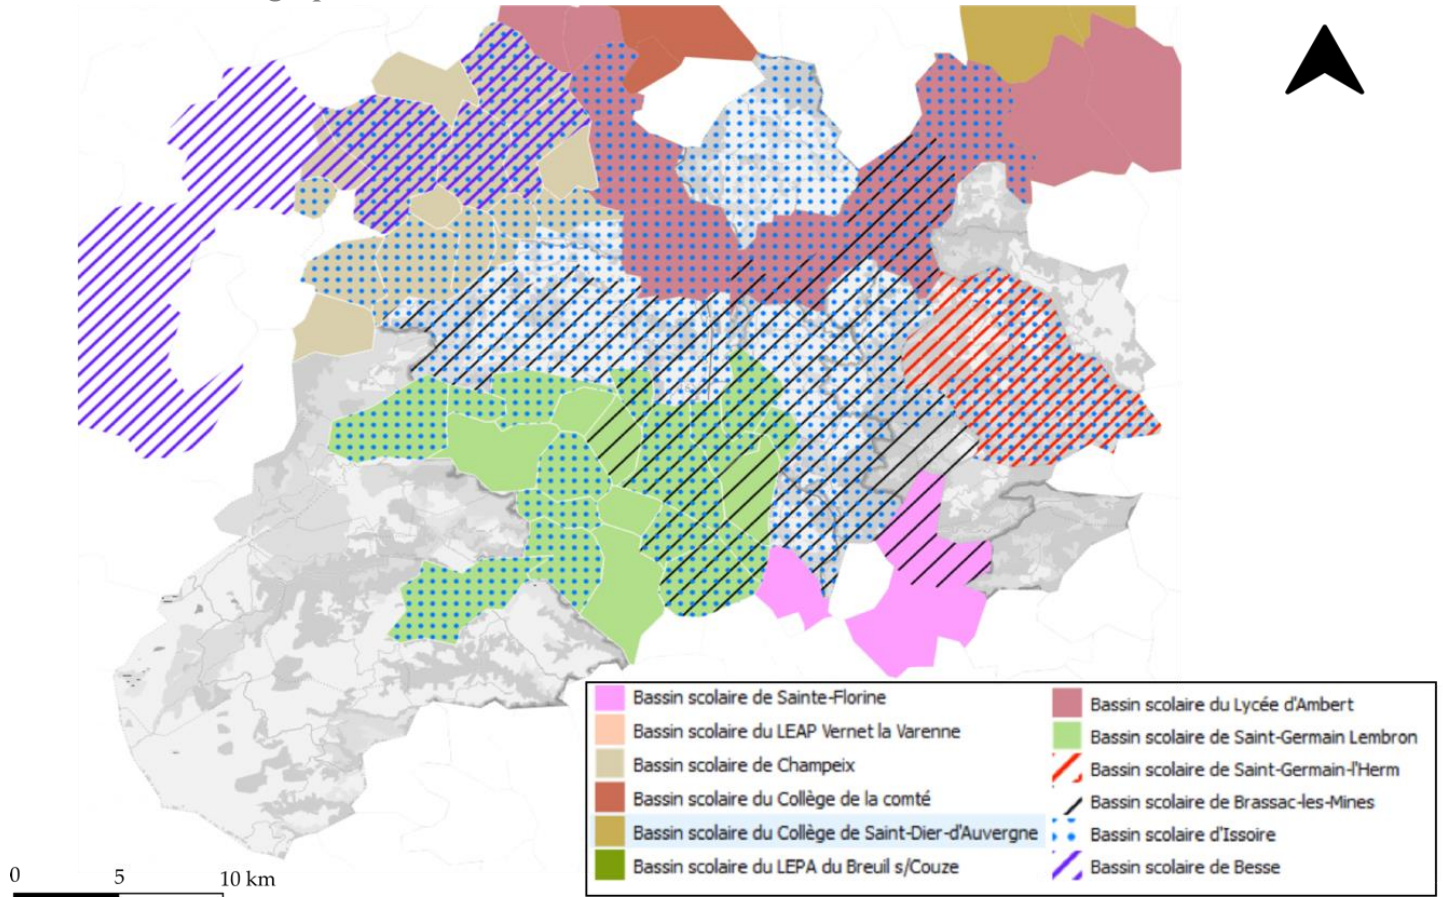 Bassin scolaire de Sainte-Florine
Bassin scolaire du LEAP Vernet la Varenne
Bassin scolaire de Champeix
Bassin scolaire du Collège de la comté
Bassin scolaire du Collège de Saint-Dier-d'Auvergne
Bassin scolaire du LEPA du Breuil s/Couze
Bassin scolaire du Lycée d'Ambert
Bassin scolaire de Saint-Germain Lembron
Bassin scolaire de Saint-Germain-l'Herm
Bassin scolaire de Brassac-les-Mines
Bassin scolaire d'Issoire
Bassin scolaire de Besse
0 5 10 km